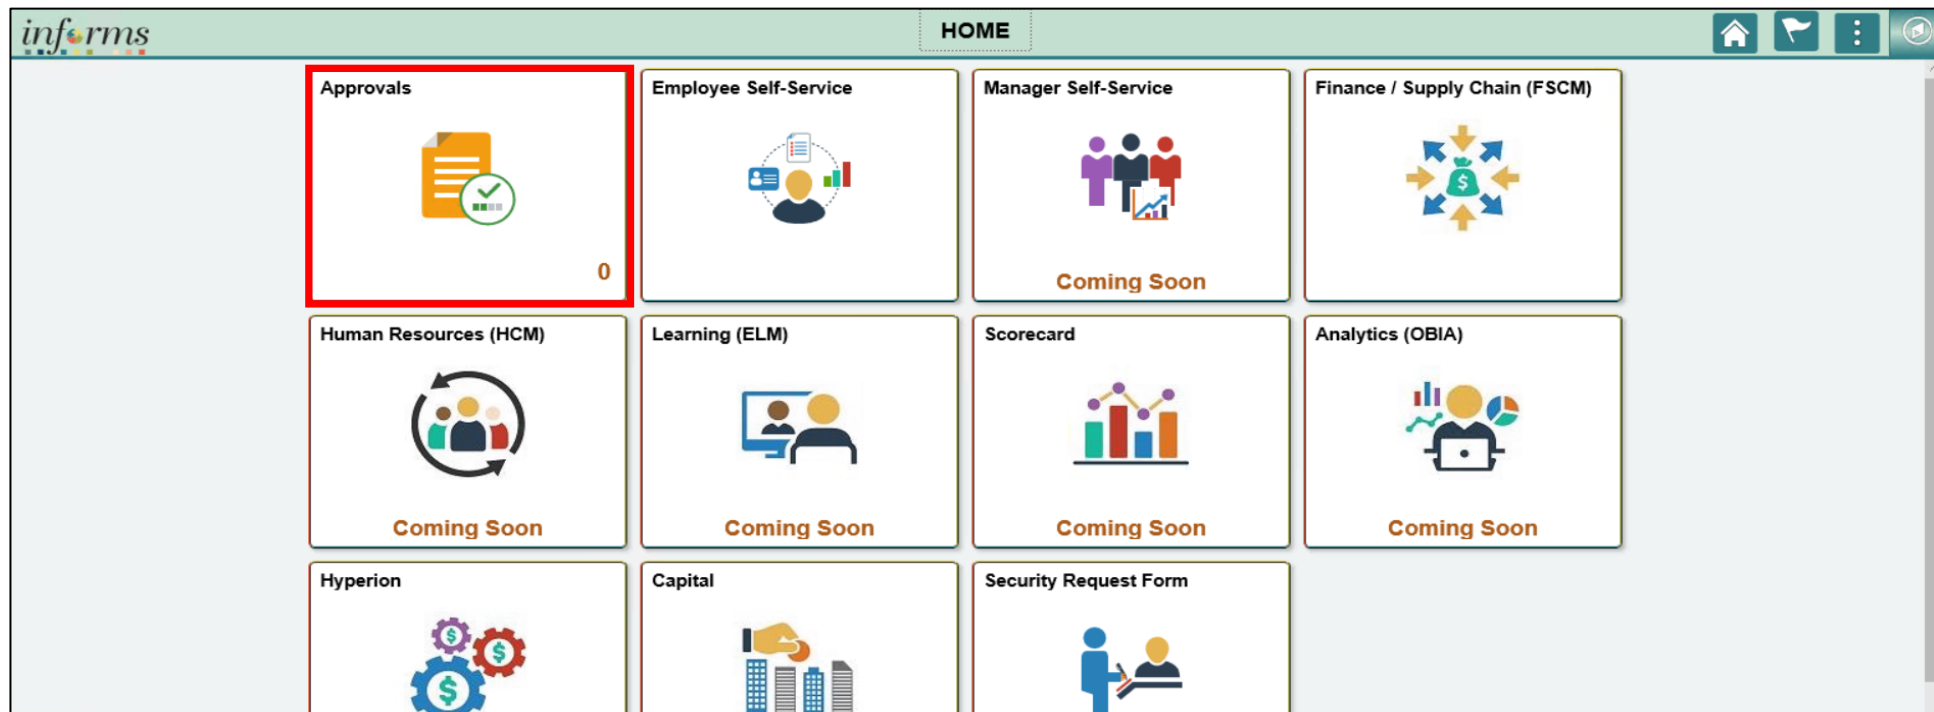 informs
HOME
Approvals
0
Employee Self-Service
Manager Self-Service
Coming Soon
Finance / Supply Chain (FSCM)
$
Human Resources (HCM)
Coming Soon
Learning (ELM)
Coming Soon
Scorecard
Coming Soon
Analytics (OBIA)
Coming Soon
Hyperion
$
$
$
Capital
Security Request Form